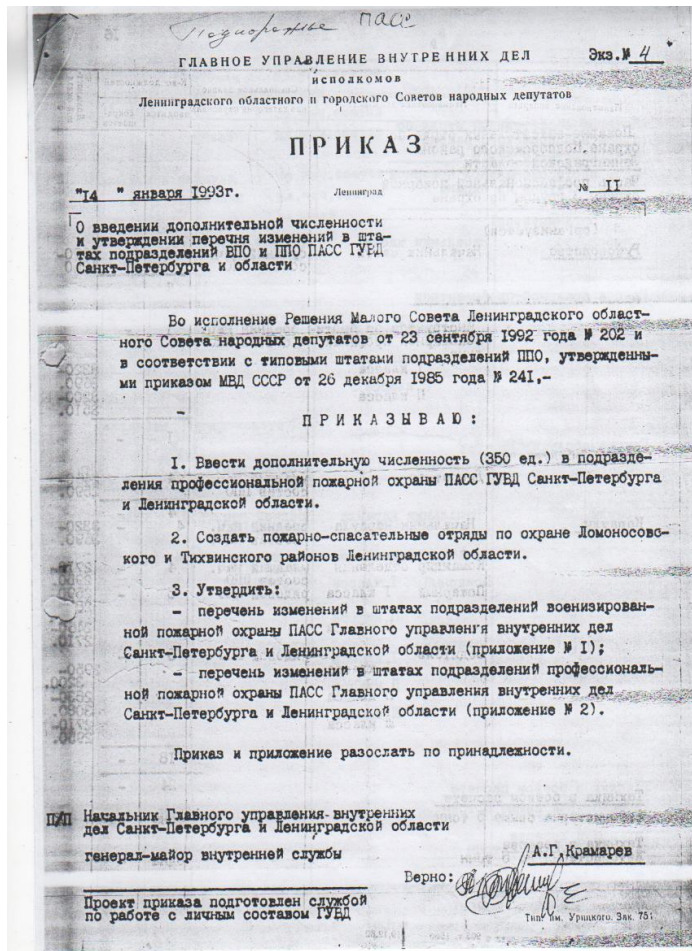 Подпорожье ПАСС
ГЛАВНОЕ УПРАВЛЕНИЕ ВНУТРЕННИХ ДЕЛ Экз.№ 4
исполкомов
Ленинградского областного и городского Советов народных депутатов
ПРИКАЗ
"14 " января 1993г. Ленинград № II
О введении дополнительной численности
и утверждении перечня изменений в шта-
тах подразделений ВПО и ППО ПАСС ГУВД
Санкт-Петербурга и области
Во исполнение Решения Малого Совета Ленинградского област-
ного Совета народных депутатов от 23 сентября 1992 года № 202 и
в соответствии с типовыми штатами подразделений ППО, утвержденны-
ми приказом МВД СССР от 26 декабря 1985 года № 241,-
ПРИКАЗЫВАЮ:
I. Ввести дополнительную численность (350 ед.) в подразде-
ления профессиональной пожарной охраны ПАСС ГУВД Санкт-Петербурга
и Ленинградской области.
2. Создать пожарно-спасательные отряды по охране Ломоносовс-
кого и Тихвинского районов Ленинградской области.
3. Утвердить:
- перечень изменений в штатах подразделений военизирован-
ной пожарной охраны ПАСС Главного управления внутренних дел
Санкт-Петербурга и Ленинградской области (приложение № I);
- перечень изменений в штатах подразделений профессиональ-
ной пожарной охраны ПАСС Главного управления внутренних дел
Санкт-Петербурга и Ленинградской области (приложение № 2).
Приказ и приложение разослать по принадлежности.
П/П Начальник Главного управления внутренних
дел Санкт-Петербурга и Ленинградской области
генерал-майор внутренней службы А.Г.Крамарев
Верно:
Проект приказа подготовлен службой
по работе с личным составом ГУВД
Тип. им. Урицкого. Зак. 751